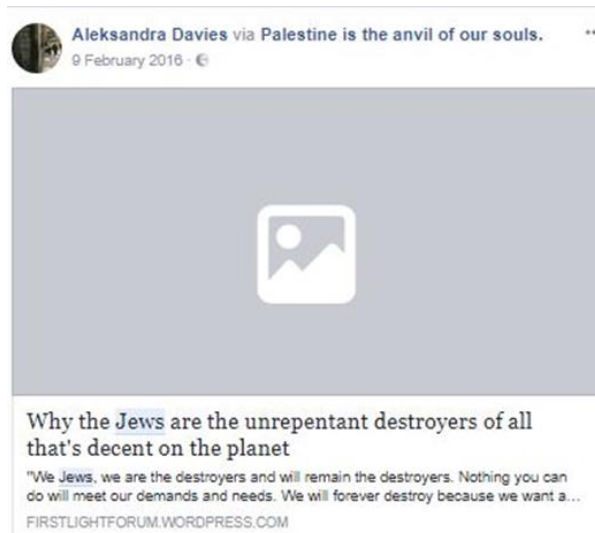 Aleksandra Davies via Palestine is the anvil of our souls.
9 February 2016 ·
Why the Jews are the unrepentant destroyers of all
that's decent on the planet
"We Jews, we are the destroyers and will remain the destroyers. Nothing you can
do will meet our demands and needs. We will forever destroy because we want a...
FIRSTLIGHTFORUM.WORDPRESS.COM